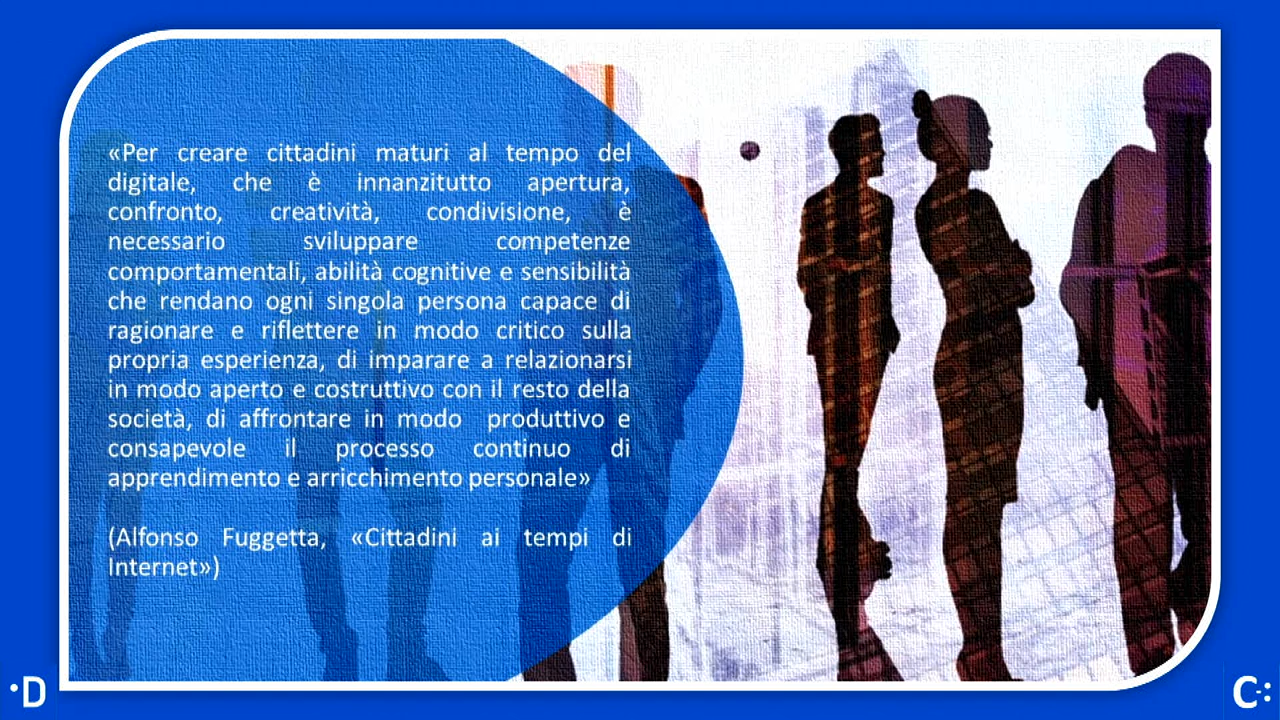 «Per creare cittadini maturi al tempo del
digitale, che è innanzitutto apertura,
confronto, creatività, condivisione, è
necessario sviluppare competenze
comportamentali, abilità cognitive e sensibilità
che rendano ogni singola persona capace di
ragionare e riflettere in modo critico sulla
propria esperienza, di imparare a relazionarsi
in modo aperto e costruttivo con il resto della
società, di affrontare in modo produttivo e
consapevole il processo continuo di
apprendimento e arricchimento personale»
(Alfonso Fuggetta, «Cittadini ai tempi di
Internet»)
·D
C:·